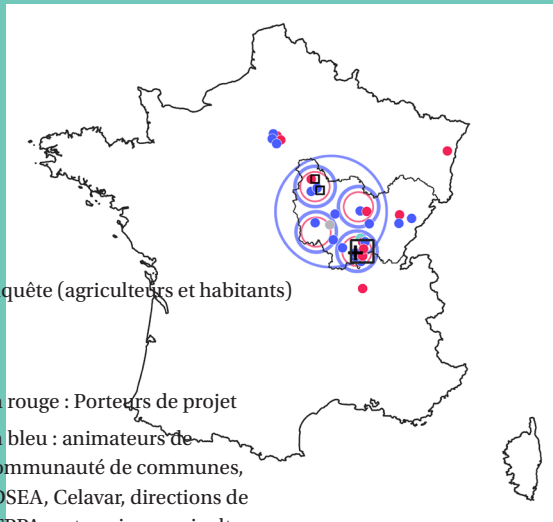 quête (agriculteurs et habitants)
rouge : Porteurs de projet
bleu : animateurs de
ommunauté de communes,
OSEA, Celavar, directions de